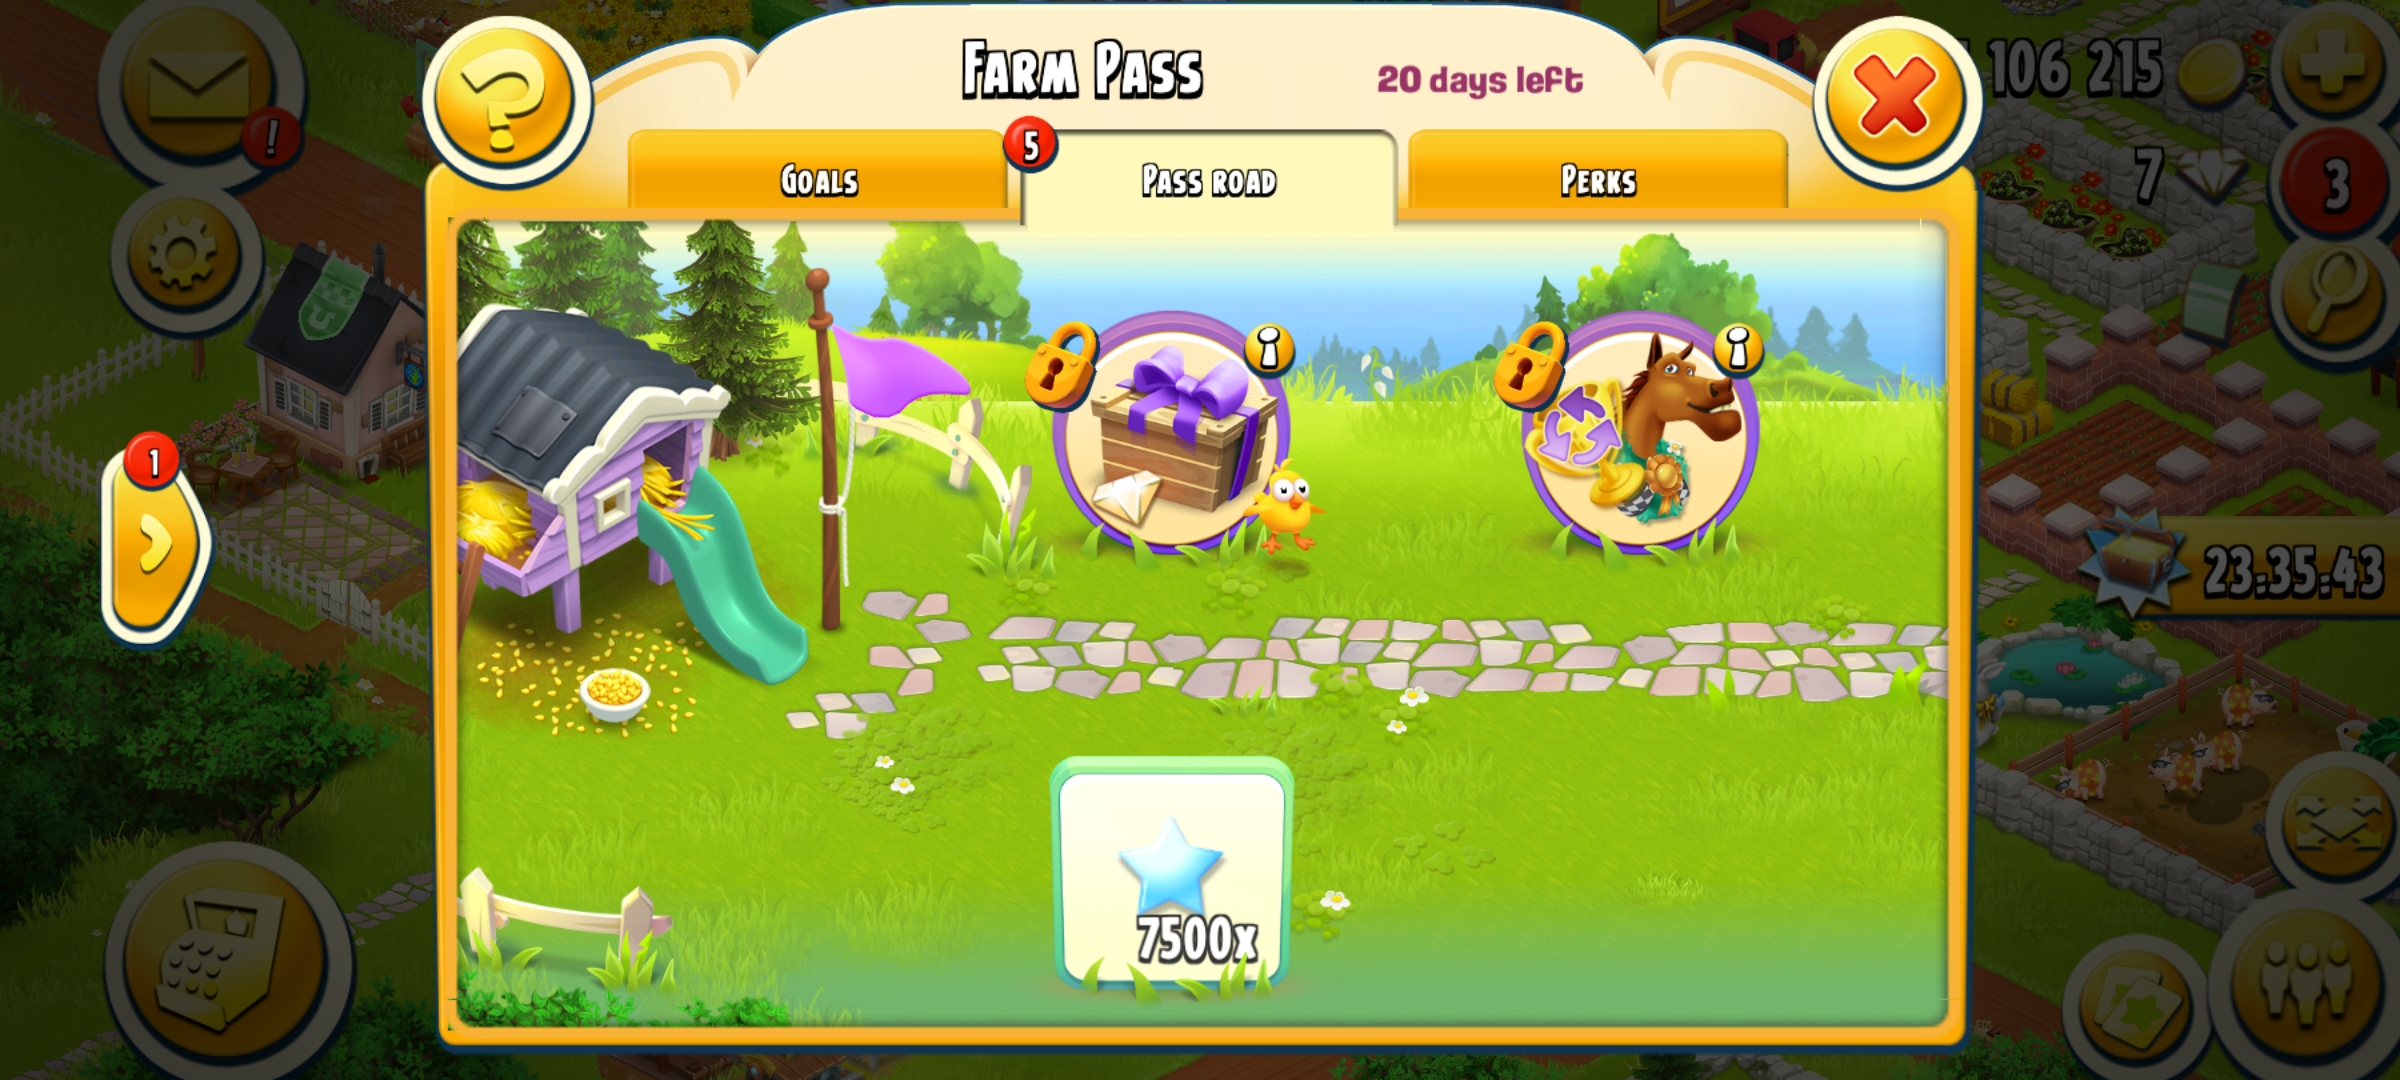 FARM PASS
20 days left
GOALS
5
PASS ROAD
PERKS
106 215
7
3
!
1
23:35:43
7500x